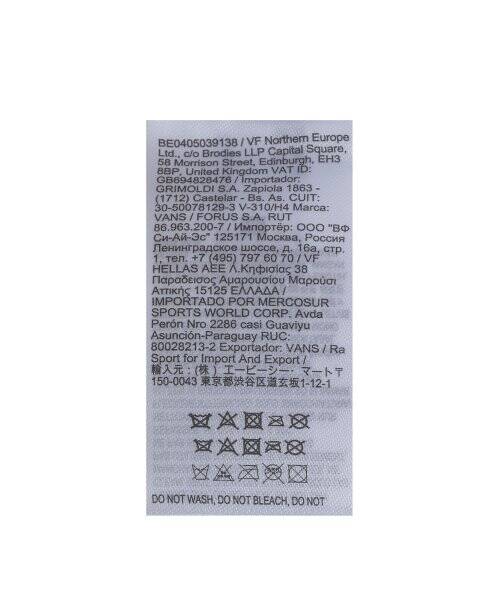 BE0405039138 / VF Northern Europe
Ltd., c/o Brodies LLP Capital Square,
58 Morrison Street, Edinburgh, EH3
8BP, United Kingdom VAT ID:
GB694828476 / Importador:
GRIMOLDI S.A. Zapiola 1863 -
(1712) Castelar - Bs. As. CUIT:
30-50078129-3 V-310/H4 Marca:
VANS / FORUS S.A. RUT
86.963.200-7 / Импортёр: ООО "ВФ
Си-Ай-Эс" 125171 Москва, Россия
Ленинградское шоссе, д. 16а, стр.
1, тел. +7 (495) 797 60 70 / VF
HELLAS AEE Λ.Κηφισίας 38
Παραδεισος Αμαρουσίου Μαρούσι
Αττικής 15125 ΕΛΛΑΔΑ /
IMPORTADO POR MERCOSUR
SPORTS WORLD CORP. Avda
Perón Nro 2286 casi Guaviyu
Asunción-Paraguay RUC:
80028213-2 Exportador: VANS / Ra
Sport for Import And Export /
輸入元：(株) エービーシー・マート〒
150-0043 東京都渋谷区道玄坂1-12-1
DO NOT WASH, DO NOT BLEACH, DO NOT